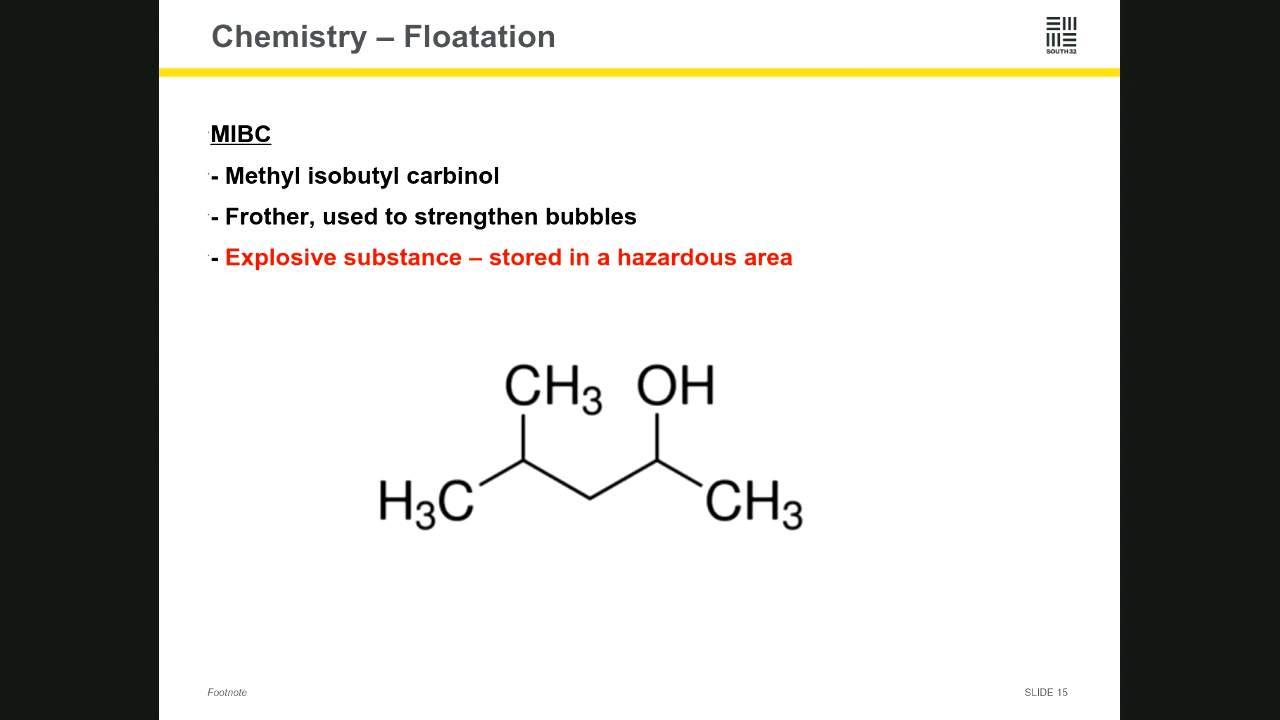 Chemistry – Floatation
SOUTH32
MIBC
- Methyl isobutyl carbinol
- Frother, used to strengthen bubbles
- Explosive substance – stored in a hazardous area
CH3 OH
H3C CH3
Footnote
SLIDE 15